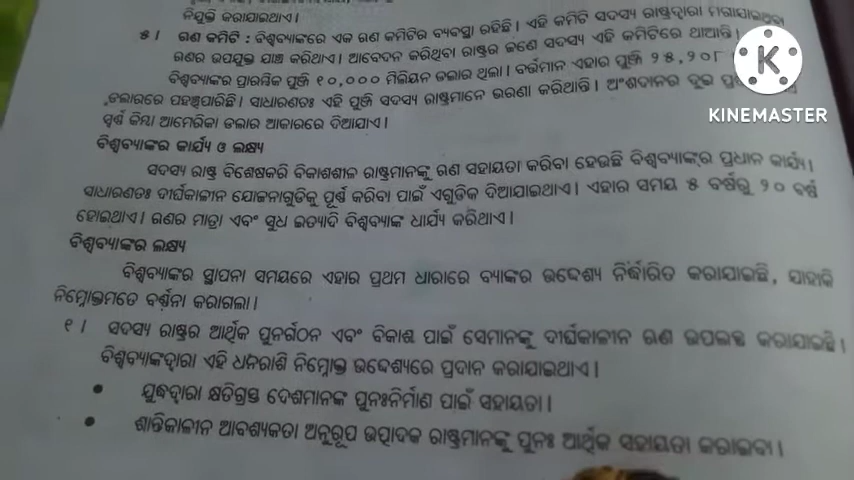 ନିଯୁକ୍ତି କରାଯାଇଥାଏ।
୫। ଋଣ କମିଟି : ବିଶ୍ୱବ୍ୟାଙ୍କରେ ଏକ ଋଣ କମିଟିର ବ୍ୟବସ୍ଥା ରହିଛି। ଏହି କମିଟି ସଦସ୍ୟ ରାଷ୍ଟ୍ରଦ୍ୱାରା
ଋଣର ଉପଯୁକ୍ତ ଯାଞ୍ଚ କରିଥାଏ। ଆବେଦନ କରିଥିବା ରାଷ୍ଟ୍ରର ଜଣେ ସଦସ୍ୟ ଏହି କମିଟିରେ ଥାଆନ୍ତି।
ବିଶ୍ୱବ୍ୟାଙ୍କର ପ୍ରାରମ୍ଭିକ ପୁଞ୍ଜି ୧୦,୦୦୦ ମିଲିୟନ ଡଲାର ଥିଲା। ବର୍ତ୍ତମାନ ଏହାର ପୁଞ୍ଜି ୨୫,୨୦୮
ଡଲାରରେ ପହଞ୍ଚିପାରିଛି। ସାଧାରଣତଃ ଏହି ପୁଞ୍ଜି ସଦସ୍ୟ ରାଷ୍ଟ୍ରମାନେ ଭରଣା କରିଥାନ୍ତି। ଅଂଶଦାନର ଦୁଇ
ସ୍ୱର୍ଣ୍ଣ କିମ୍ବା ଆମେରିକା ଡଲାର ଆକାରରେ ଦିଆଯାଏ।
ବିଶ୍ୱବ୍ୟାଙ୍କର କାର୍ଯ୍ୟ ଓ ଲକ୍ଷ୍ୟ
ସଦସ୍ୟ ରାଷ୍ଟ୍ର ବିଶେଷକରି ବିକାଶଶୀଳ ରାଷ୍ଟ୍ରମାନଙ୍କୁ ଋଣ ସହାୟତା କରିବା ହେଉଛି ବିଶ୍ୱବ୍ୟାଙ୍କ୍‌ର ପ୍ରଧାନ କାର୍ଯ୍ୟ।
ସାଧାରଣତଃ ଦୀର୍ଘକାଳୀନ ଯୋଜନାଗୁଡିକୁ ପୂର୍ଣ୍ଣ କରିବା ପାଇଁ ଏଗୁଡିକ ଦିଆଯାଇଥାଏ। ଏହାର ସମୟ ୫ ବର୍ଷରୁ ୨୦ ବର୍ଷ
ହୋଇଥାଏ। ଋଣର ମାତ୍ରା ଏବଂ ସୁଧ ଇତ୍ୟାଦି ବିଶ୍ୱବ୍ୟାଙ୍କ ଧାର୍ଯ୍ୟ କରିଥାଏ।
ବିଶ୍ୱବ୍ୟାଙ୍କର ଲକ୍ଷ୍ୟ
ବିଶ୍ୱବ୍ୟାଙ୍କର ସ୍ଥାପନା ସମୟରେ ଏହାର ପ୍ରଥମ ଧାରାରେ ବ୍ୟାଙ୍କର ଉଦ୍ଦେଶ୍ୟ ନିର୍ଦ୍ଧାରିତ କରାଯାଇଛି, ଯାହାକି
ନିମ୍ନୋକ୍ତମତେ ବର୍ଣ୍ଣନା କରାଗଲା।
୧। ସଦସ୍ୟ ରାଷ୍ଟ୍ରର ଆର୍ଥିକ ପୁନର୍ଗଠନ ଏବଂ ବିକାଶ ପାଇଁ ସେମାନଙ୍କୁ ଦୀର୍ଘକାଳୀନ ଋଣ ଉପଲବ୍ଧ କରାଯାଇଛି।
ବିଶ୍ୱବ୍ୟାଙ୍କଦ୍ୱାରା ଏହି ଧନରାଶି ନିମ୍ନୋକ୍ତ ଉଦ୍ଦେଶ୍ୟରେ ପ୍ରଦାନ କରାଯାଇଥାଏ।
• ଯୁଦ୍ଧଦ୍ୱାରା କ୍ଷତିଗ୍ରସ୍ତ ଦେଶମାନଙ୍କ ପୁନଃନିର୍ମାଣ ପାଇଁ ସହାୟତା।
• ଶାନ୍ତିକାଳୀନ ଆବଶ୍ୟକତା ଅନୁରୂପ ଉତ୍ପାଦକ ରାଷ୍ଟ୍ରମାନଙ୍କୁ ପୁନଃ ଆର୍ଥିକ ସହାୟତା କରାଇବା।
KINEMASTER